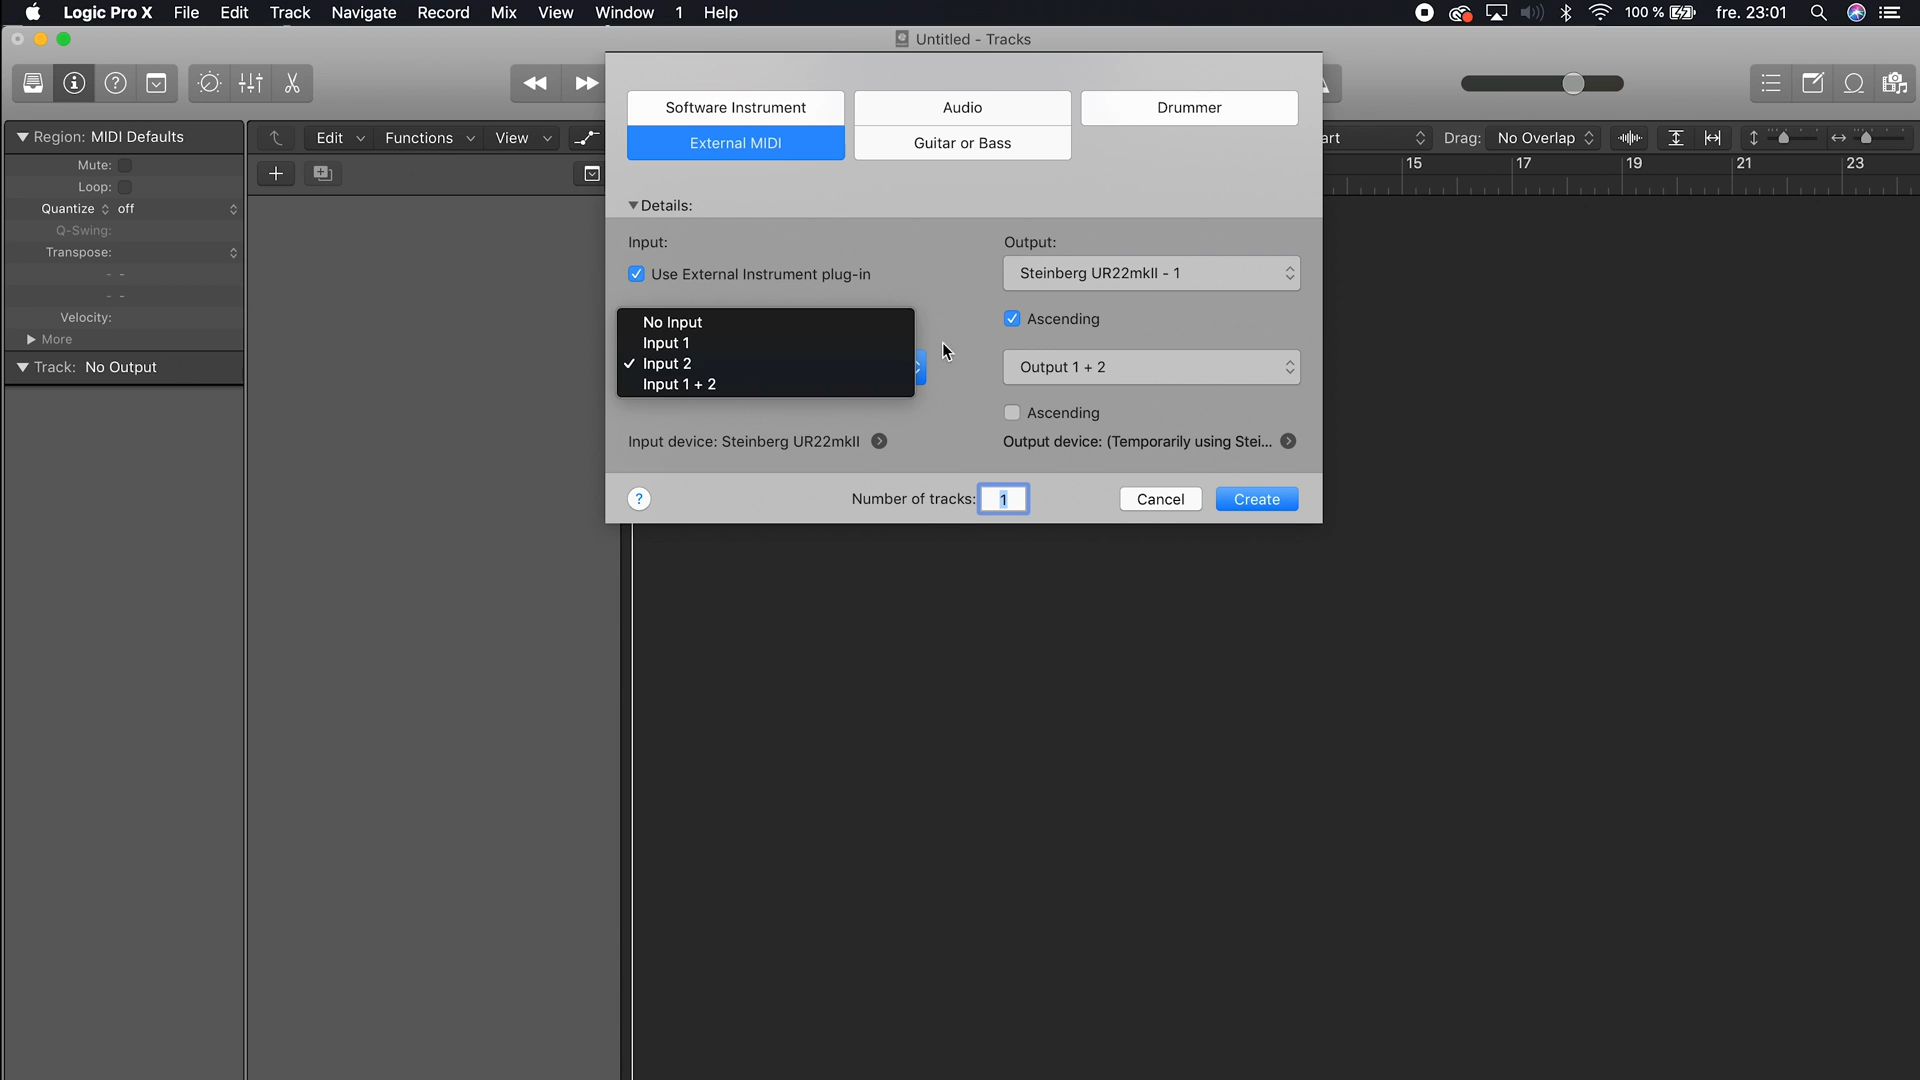 Logic Pro X File Edit Track Navigate Record Mix View Window 1 Help 100 % fre. 23:01
Untitled - Tracks
Software Instrument Audio Drummer
External MIDI Guitar or Bass
Region: MIDI Defaults
Edit Functions View
art Drag: No Overlap
Mute:
15 17 19 21 23
Loop:
Quantize off
Details:
Q-Swing:
Transpose:
Input: Output:
- -
Use External Instrument plug-in Steinberg UR22mkII - 1
- -
Velocity:
No Input Ascending
More
Input 1
Track: No Output
Input 2 Output 1 + 2
Input 1 + 2
Ascending
Input device: Steinberg UR22mkII Output device: (Temporarily using Stei...
? Number of tracks: 1 Cancel Create